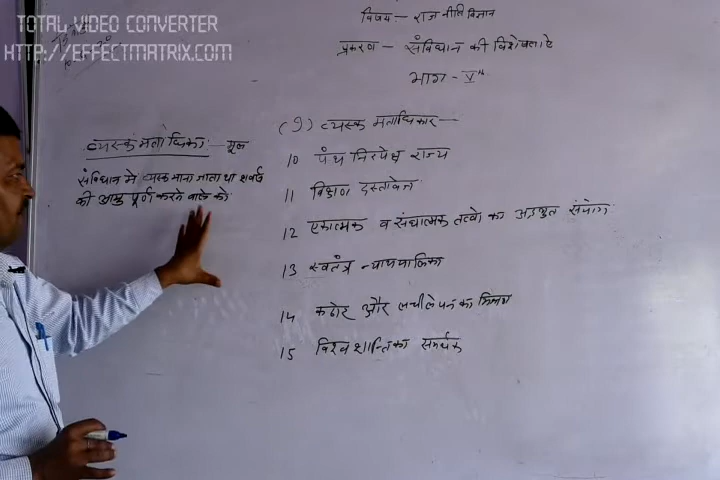 TOTAL VIDEO CONVERTER
HTTP://EFFECTMATRIX.COM
विषय - राजनीति विज्ञान
प्रकरण - संविधान की विशेषताऐ
भाग - V
व्यस्क मताधिकार - मूल
संविधान मे व्यस्क माना जाता था
की आयु पूर्ण करने वाले को
(9) व्यस्क मताधिकार -
10 पंथ निरपेक्ष राज्य
11 विशाल दस्तावेज
12 एकात्मक व संघात्मक तत्वो का अद्भुत संयोग
13 स्वतंत्र न्यायपालिका
14 कठोर और लचीलेपन का मिश्रण
15 विश्व शान्ति का समर्थक